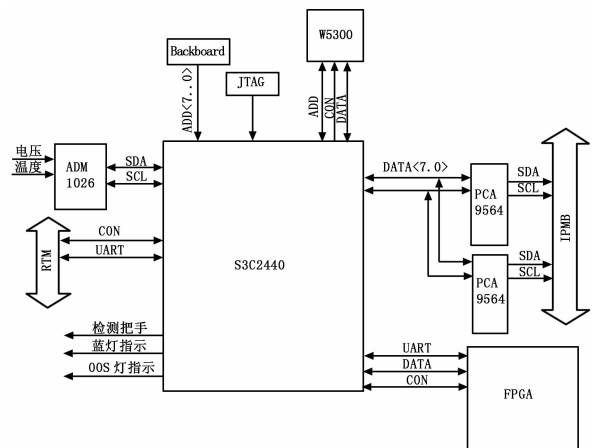 W5300
Backboard
JTAG
ADD<7..0>
ADD
CON
DATA
电压
温度
ADM
1026
SDA
SCL
DATA<7.0>
PCA
9564
SDA
SCL
IPMB
RTM
CON
UART
S3C2440
PCA
9564
SDA
SCL
检测把手
蓝灯指示
OOS 灯指示
UART
DATA
CON
FPGA